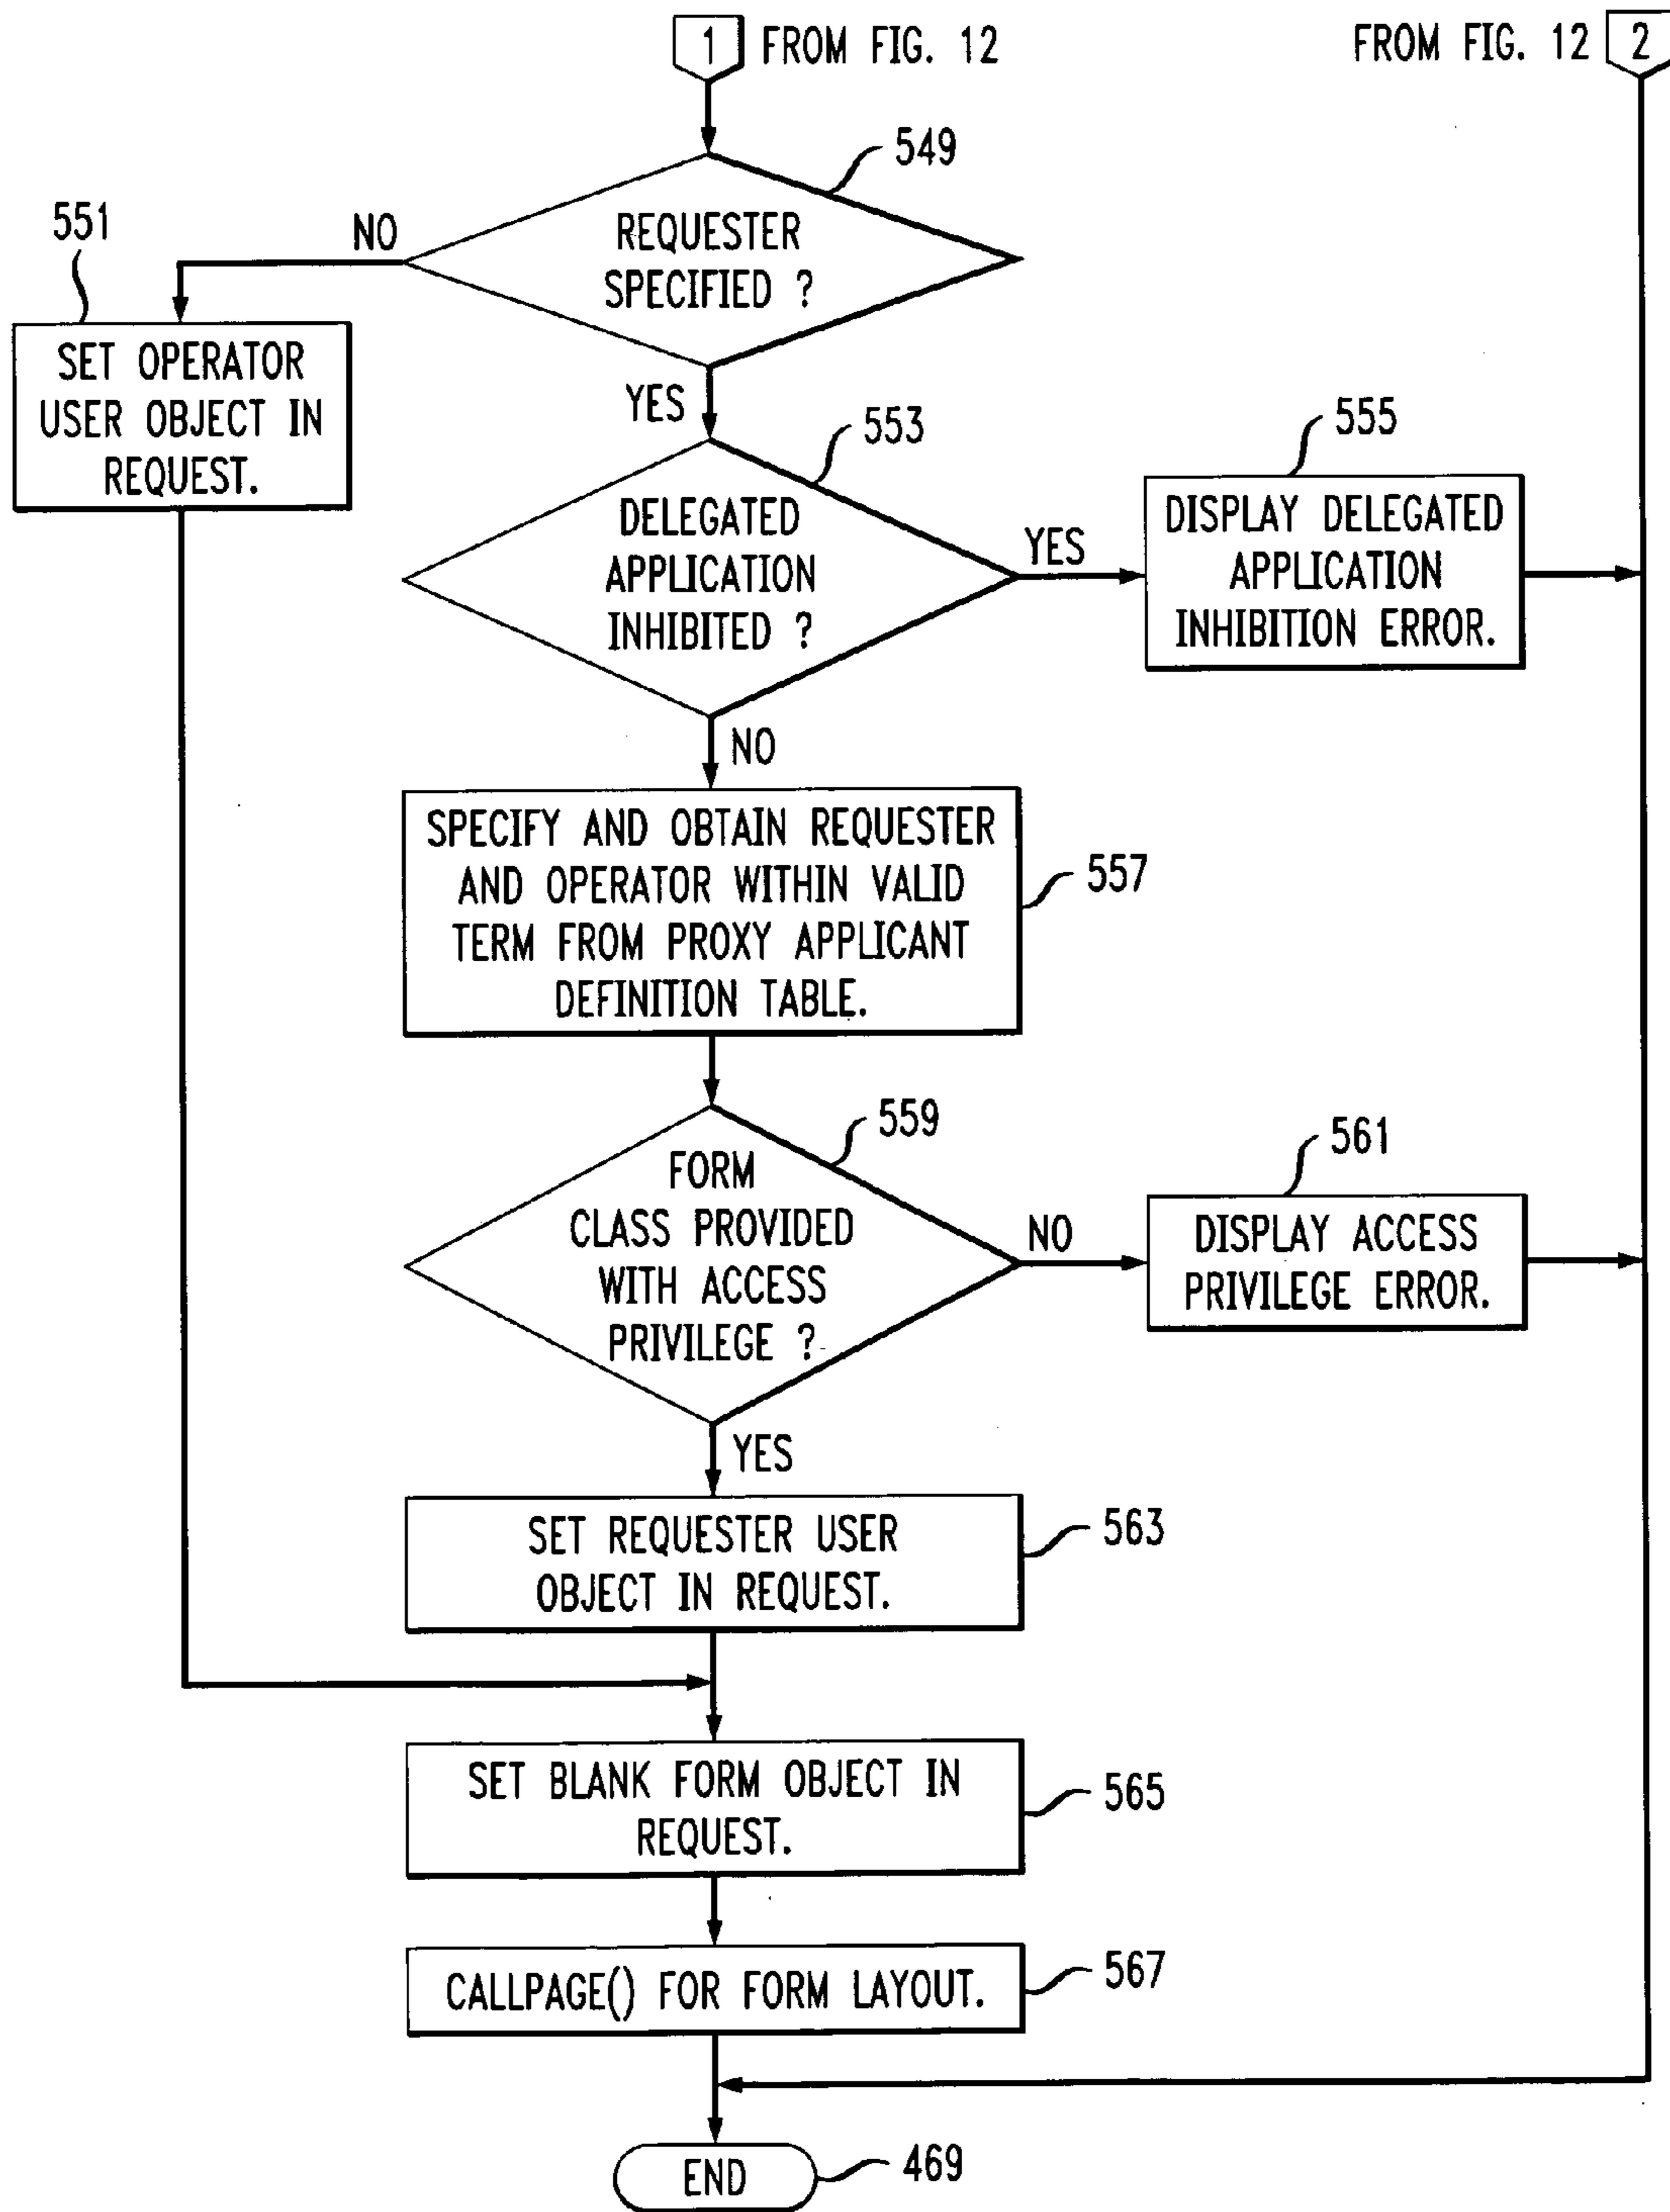 1 FROM FIG. 12
FROM FIG. 12 2
549
REQUESTER
SPECIFIED ?
NO
551
SET OPERATOR
USER OBJECT IN
REQUEST.
YES
553
DELEGATED
APPLICATION
INHIBITED ?
YES
555
DISPLAY DELEGATED
APPLICATION
INHIBITION ERROR.
NO
SPECIFY AND OBTAIN REQUESTER
AND OPERATOR WITHIN VALID
TERM FROM PROXY APPLICANT
DEFINITION TABLE.
557
559
FORM
CLASS PROVIDED
WITH ACCESS
PRIVILEGE ?
NO
561
DISPLAY ACCESS
PRIVILEGE ERROR.
YES
SET REQUESTER USER
OBJECT IN REQUEST.
563
SET BLANK FORM OBJECT IN
REQUEST.
565
CALLPAGE() FOR FORM LAYOUT.
567
END
469